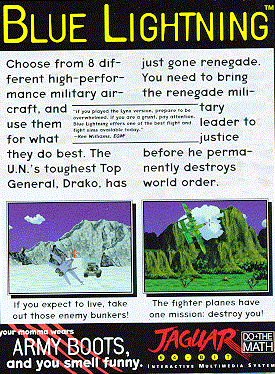 BLUE LIGHTNING™
Choose from 8 dif-
ferent high-perfor-
mance military air-
craft, and
use them
for what
they do best. The
U.N.'s toughest Top
General, Drako, has
just gone renegade.
You need to bring
the renegade mili-
tary
leader to
justice
before he perma-
nently destroys
world order.
"If you played the Lynx version, prepare to be
overwhelmed. If you are a grunt, pay attention.
Blue Lightning offers one of the best flight and
fight sims available today."
—Ken Williams, EGM²
If you expect to live, take
out those enemy bunkers!
The fighter planes have
one mission: destroy you!
your momma wears
ARMY BOOTS,
and you smell funny.
JAGUAR
64-BIT
INTERACTIVE MULTIMEDIA SYSTEM
DO THE
MATH